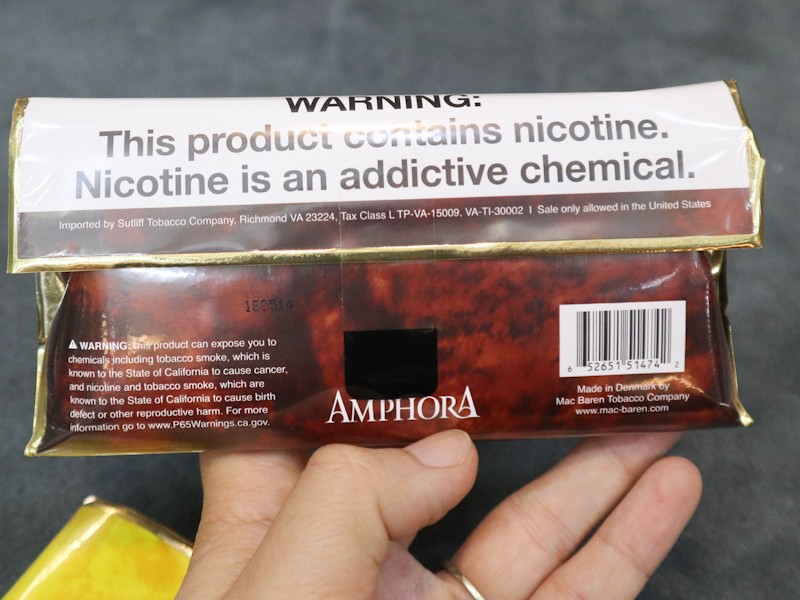 WARNING:
This product contains nicotine.
Nicotine is an addictive chemical.
Imported by Sutliff Tobacco Company, Richmond VA 23224, Tax Class L TP-VA-15009, VA-TI-30002 I Sale only allowed in the United States
WARNING: This product can expose you to
chemicals including tobacco smoke, which is
known to the State of California to cause cancer,
and nicotine and tobacco smoke, which are
known to the State of California to cause birth
defect or other reproductive harm. For more
information go to www.P65Warnings.ca.gov.
AMPHORA
6 52651 51474 2
Made in Denmark by
Mac Baren Tobacco Company
www.mac-baren.com